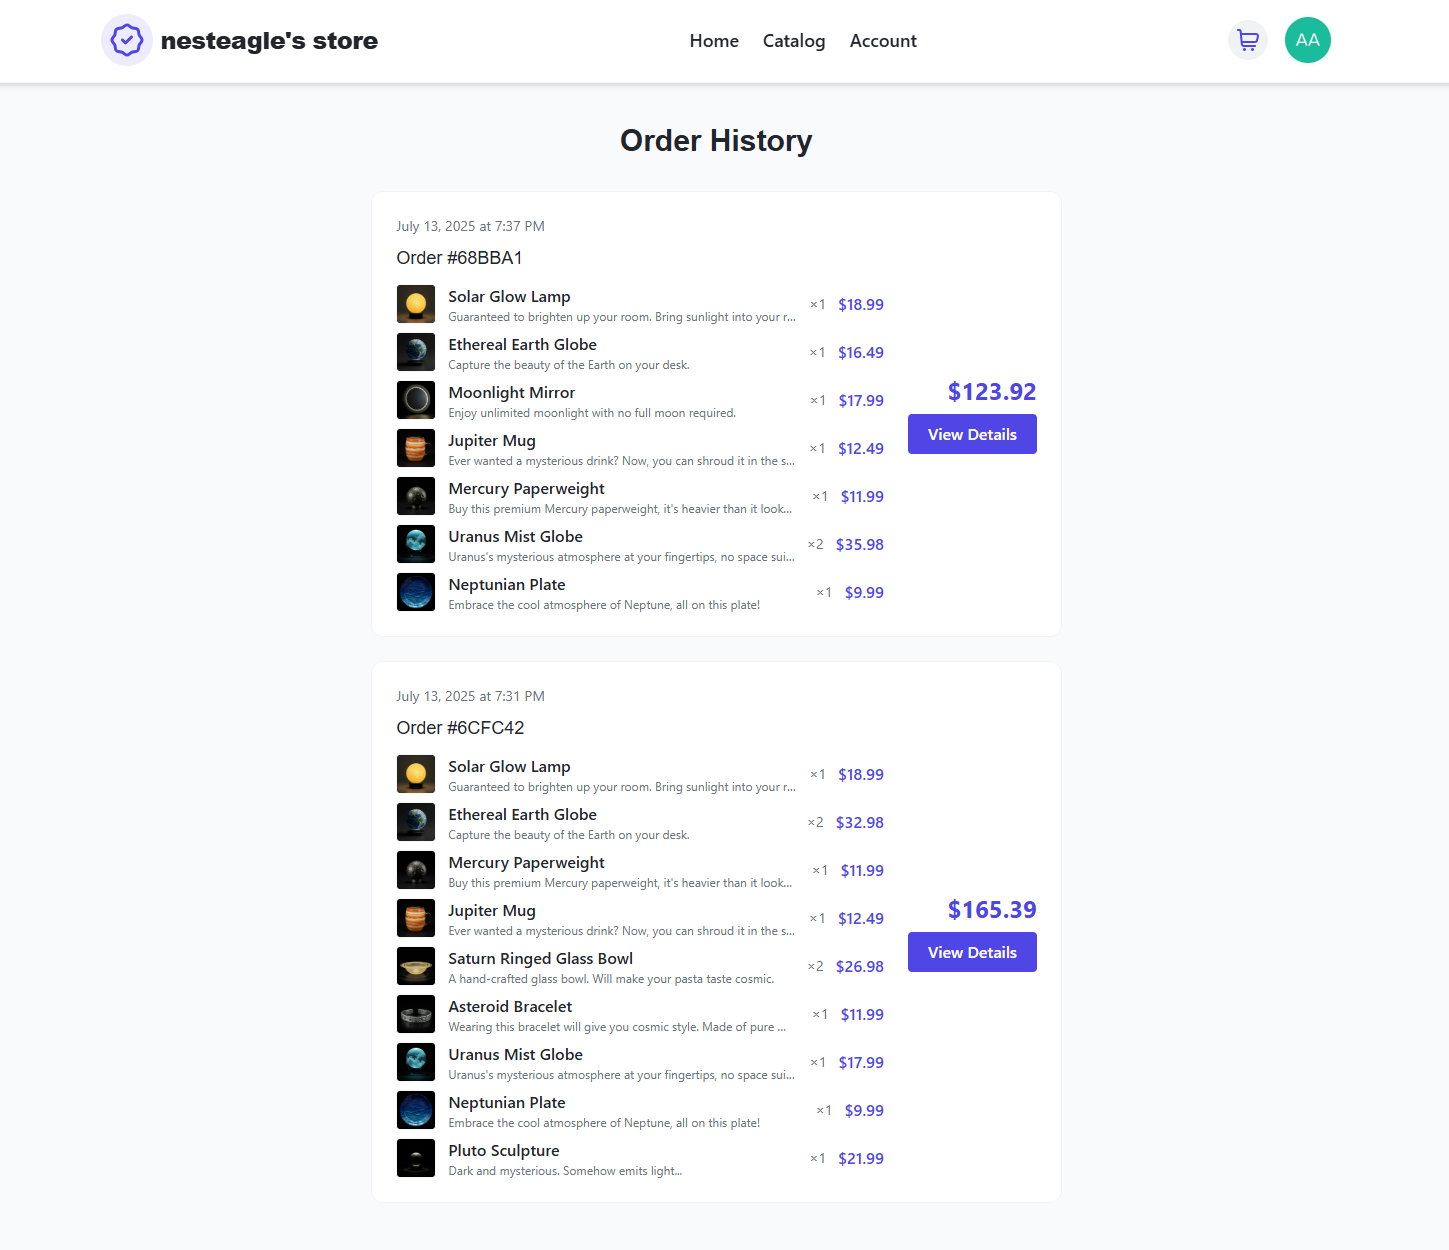 nesteagle's store
Home Catalog Account
AA
Order History
July 13, 2025 at 7:37 PM
Order #68BBA1
Solar Glow Lamp
Guaranteed to brighten up your room. Bring sunlight into your r...
×1 $18.99
Ethereal Earth Globe
Capture the beauty of the Earth on your desk.
×1 $16.49
Moonlight Mirror
Enjoy unlimited moonlight with no full moon required.
×1 $17.99
Jupiter Mug
Ever wanted a mysterious drink? Now, you can shroud it in the s...
×1 $12.49
Mercury Paperweight
Buy this premium Mercury paperweight, it's heavier than it look...
×1 $11.99
Uranus Mist Globe
Uranus's mysterious atmosphere at your fingertips, no space sui...
×2 $35.98
Neptunian Plate
Embrace the cool atmosphere of Neptune, all on this plate!
×1 $9.99
$123.92
View Details
July 13, 2025 at 7:31 PM
Order #6CFC42
Solar Glow Lamp
Guaranteed to brighten up your room. Bring sunlight into your r...
×1 $18.99
Ethereal Earth Globe
Capture the beauty of the Earth on your desk.
×2 $32.98
Mercury Paperweight
Buy this premium Mercury paperweight, it's heavier than it look...
×1 $11.99
Jupiter Mug
Ever wanted a mysterious drink? Now, you can shroud it in the s...
×1 $12.49
Saturn Ringed Glass Bowl
A hand-crafted glass bowl. Will make your pasta taste cosmic.
×2 $26.98
Asteroid Bracelet
Wearing this bracelet will give you cosmic style. Made of pure ...
×1 $11.99
Uranus Mist Globe
Uranus's mysterious atmosphere at your fingertips, no space sui...
×1 $17.99
Neptunian Plate
Embrace the cool atmosphere of Neptune, all on this plate!
×1 $9.99
Pluto Sculpture
Dark and mysterious. Somehow emits light...
×1 $21.99
$165.39
View Details